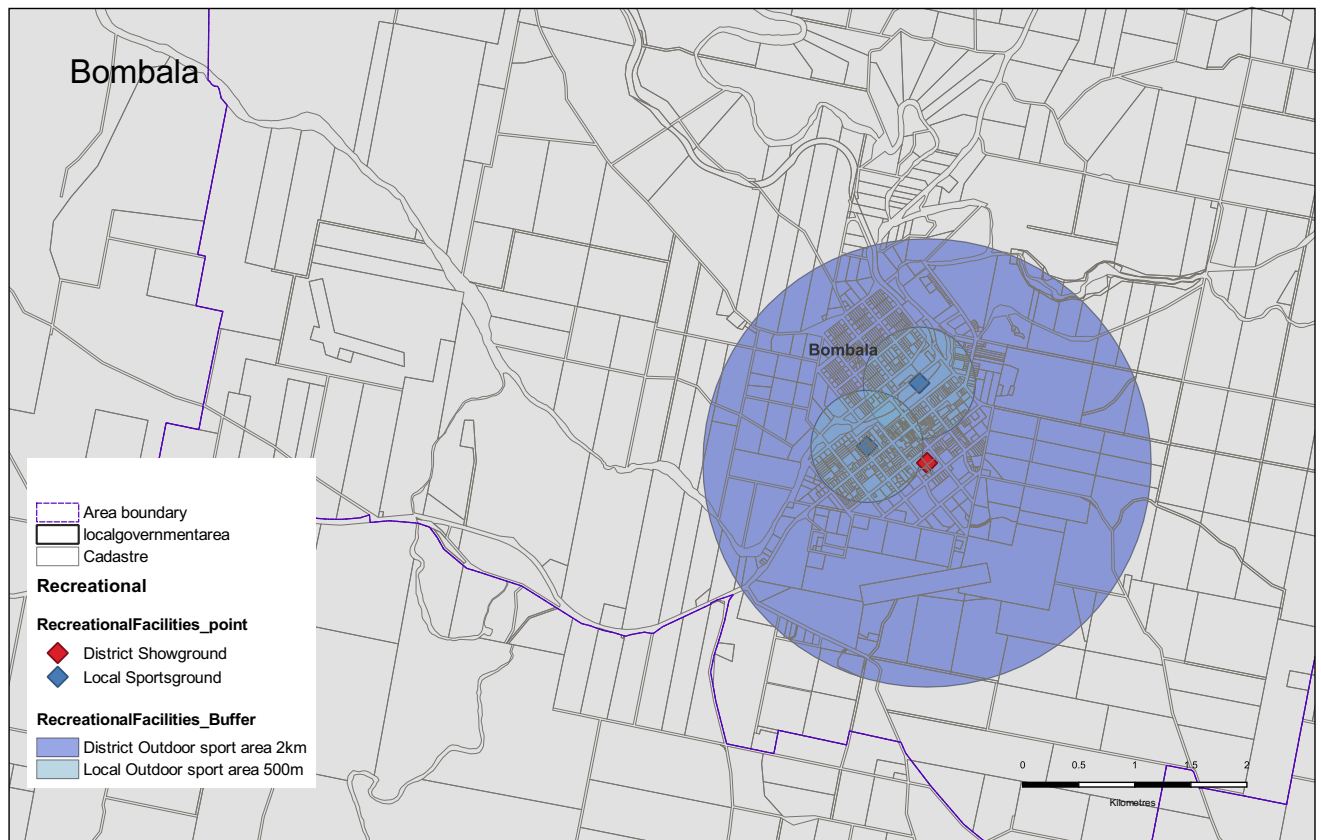 Bombala
Bombala
Area boundary
localgovernmentarea
Cadastre
Recreational
RecreationalFacilities_point
District Showground
Local Sportsground
RecreationalFacilities_Buffer
District Outdoor sport area 2km
Local Outdoor sport area 500m
0 0.5 1 1.5 2
Kilometres